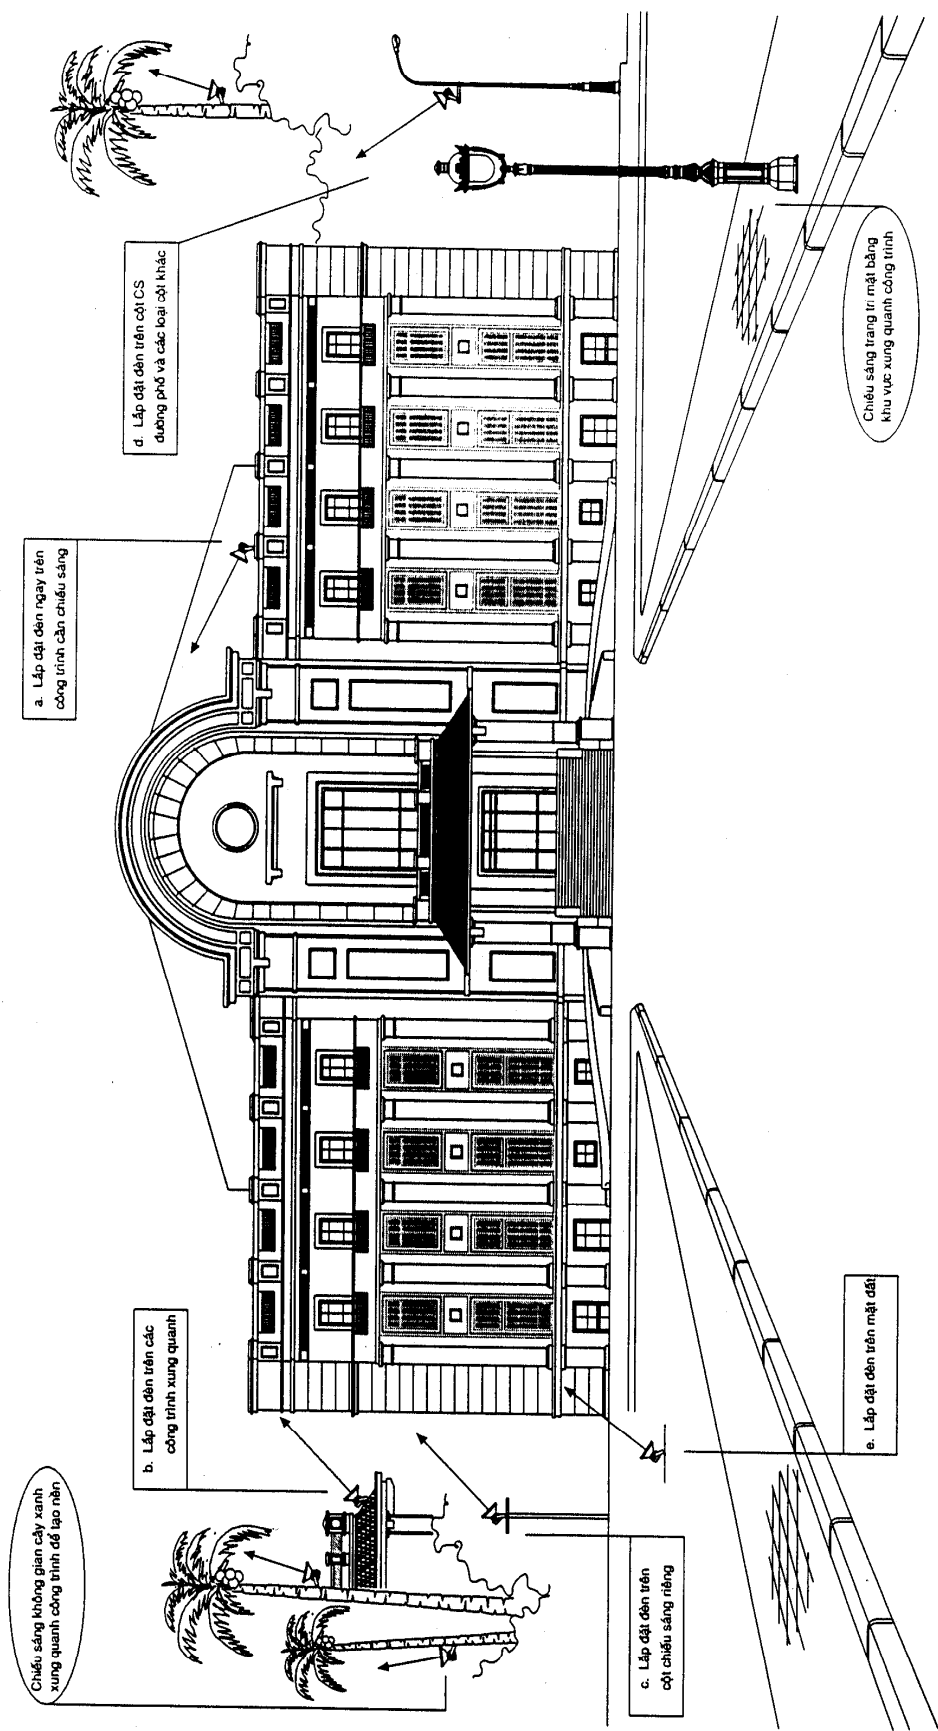 Chiếu sáng không gian cây xanh
xung quanh công trình để tạo nền
b. Lắp đặt đèn trên các
công trình xung quanh
a. Lắp đặt đèn ngay trên
công trình cần chiếu sáng
d. Lắp đặt đèn trên cột CS
đường phố và các loại cột khác
c. Lắp đặt đèn trên
cột chiếu sáng riêng
e. Lắp đặt đèn trên mặt đất
Chiếu sáng trang trí mặt bằng
khu vực xung quanh công trình